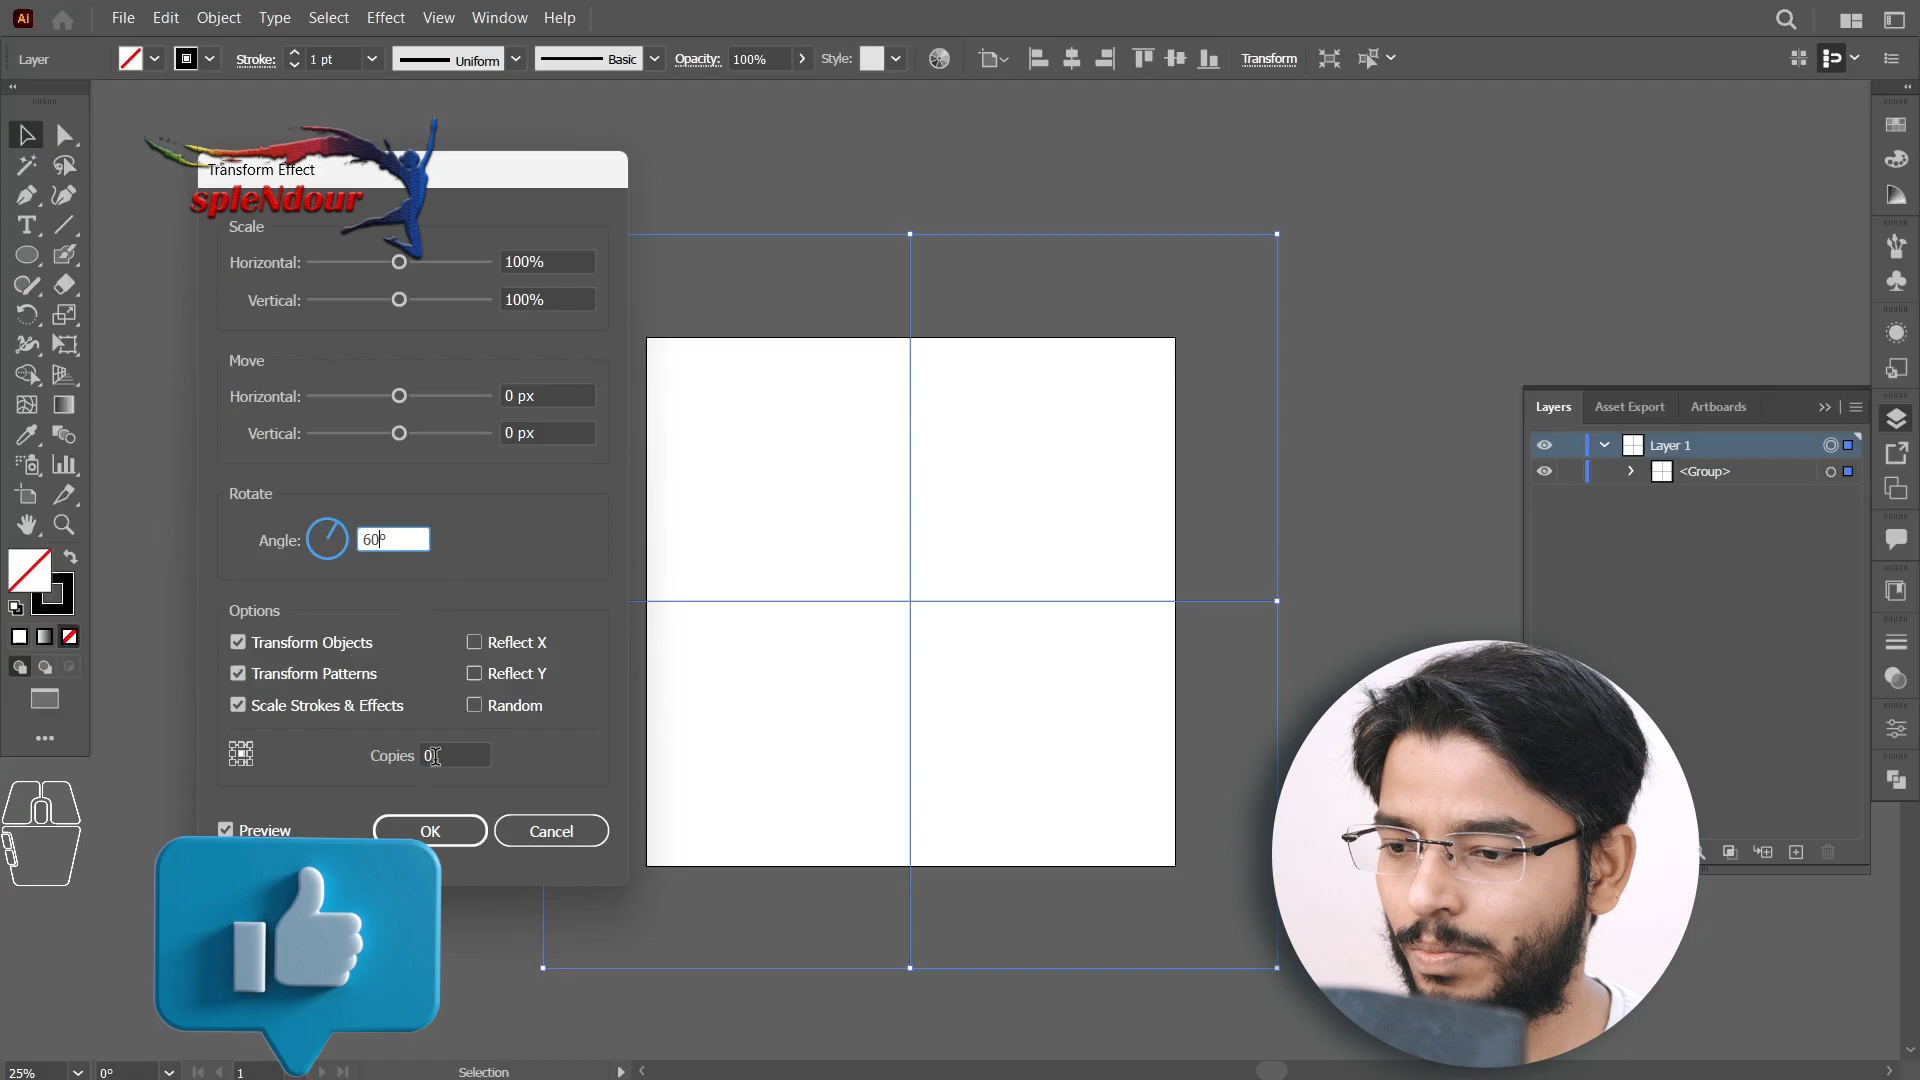 Ai File Edit Object Type Select Effect View Window Help
Layer Stroke: 1 pt Uniform Basic Opacity: 100% Style: Transform
Transform Effect
spleNdour
Scale
Horizontal: 100%
Vertical: 100%
Move
Horizontal: 0 px
Vertical: 0 px
Rotate
Angle: 60°
Options
Transform Objects Reflect X
Transform Patterns Reflect Y
Scale Strokes & Effects Random
Copies 0
Preview OK Cancel
Layers Asset Export Artboards
Layer 1
<Group>
25% 0° 1 Selection